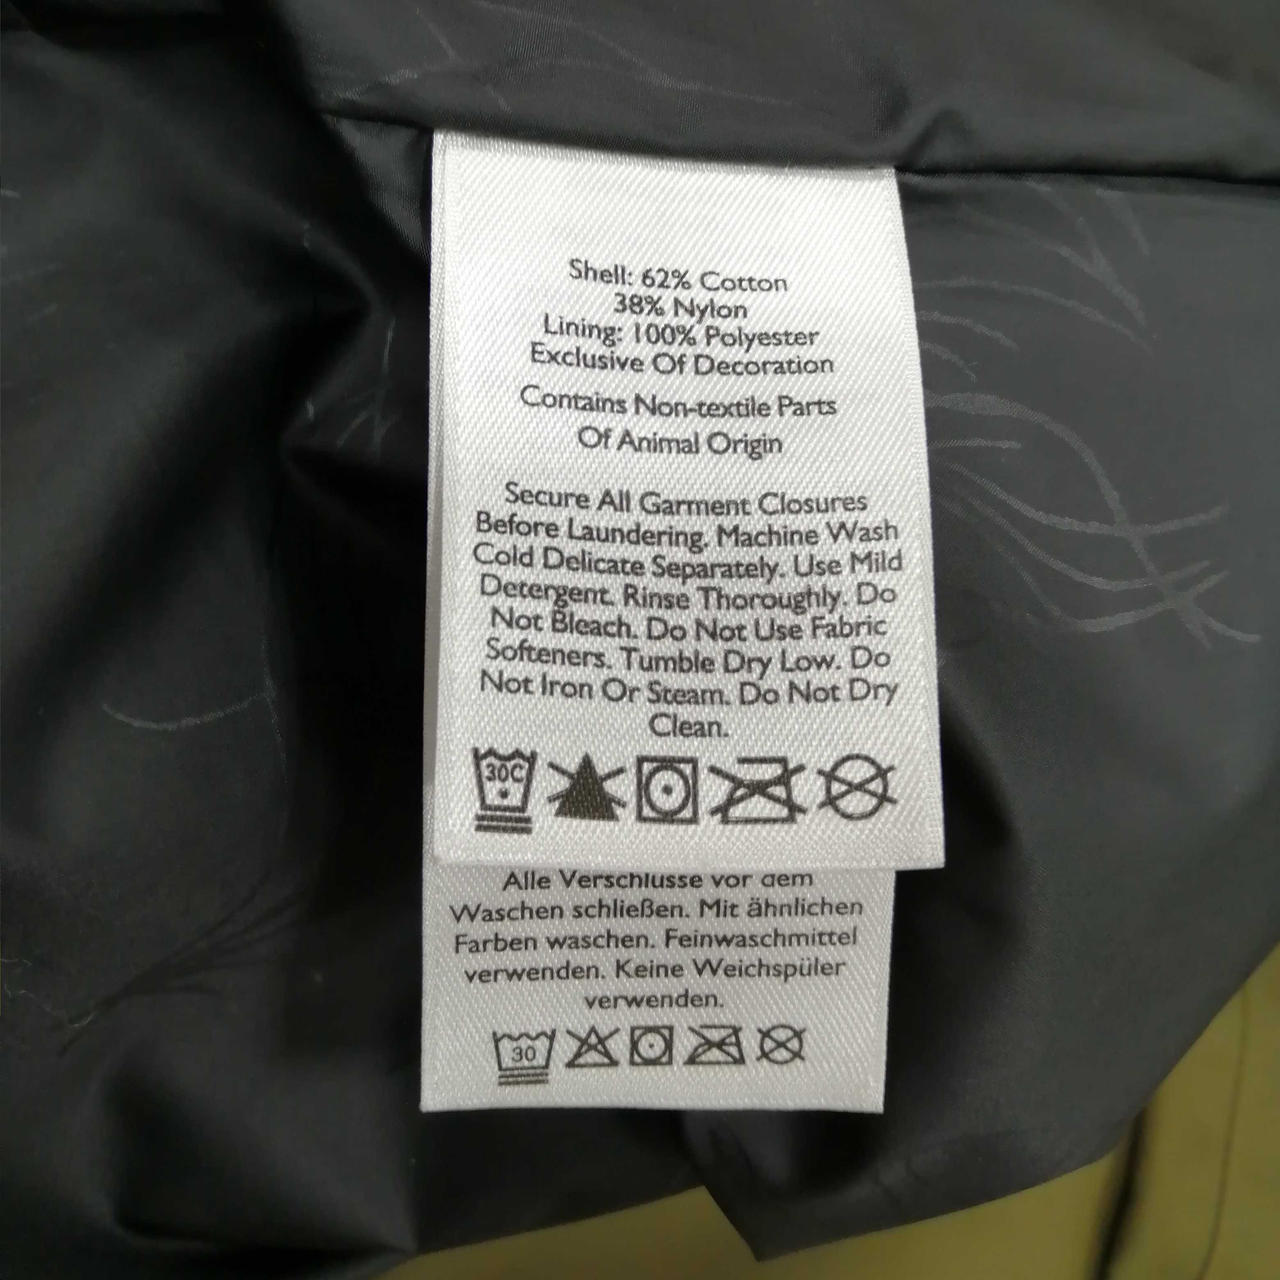 Shell: 62% Cotton
38% Nylon
Lining: 100% Polyester
Exclusive Of Decoration
Contains Non-textile Parts
Of Animal Origin
Secure All Garment Closures
Before Laundering. Machine Wash
Cold Delicate Separately. Use Mild
Detergent. Rinse Thoroughly. Do
Not Bleach. Do Not Use Fabric
Softeners. Tumble Dry Low. Do
Not Iron Or Steam. Do Not Dry
Clean.
30C
Alle Verschlüsse vor dem
Waschen schließen. Mit ähnlichen
Farben waschen. Feinwaschmittel
verwenden. Keine Weichspüler
verwenden.
30